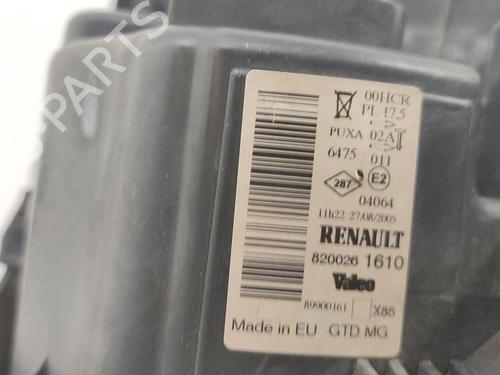 PARTS
00HCR
PL 17,5
PUXA 02A
6475 011
287 E2
04064
11h22 27/08/2005
RENAULT
820026 1610
Valeo
89900161 X85
Made in EU GTD MG